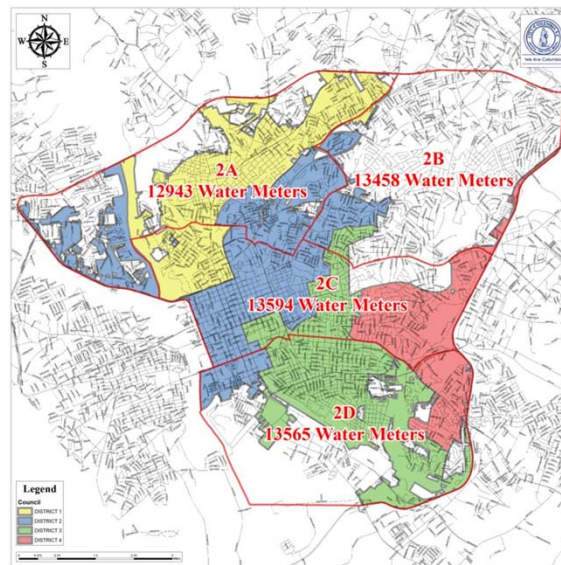 N
W
E
S
We Are Columbia
2A
12943 Water Meters
2B
13458 Water Meters
2C
13594 Water Meters
2D
13565 Water Meters
Legend
Council
DISTRICT 1
DISTRICT 2
DISTRICT 3
DISTRICT 4